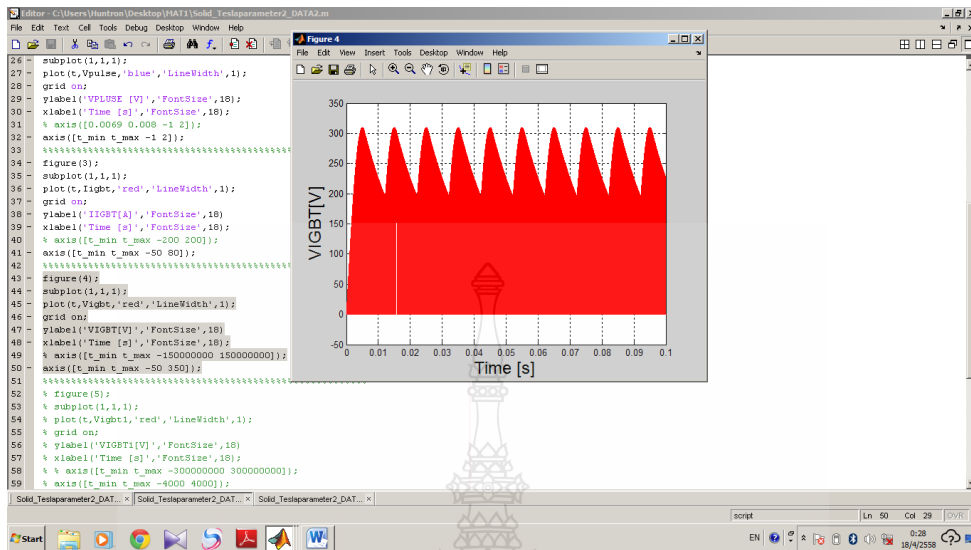 Editor - C:\Users\Huntron\Desktop\MAT1\Solid_Teslaparameter2_DATA2.m
File Edit Text Cell Tools Debug Desktop Window Help
26 - subplot(1,1,1);
27 - plot(t,Vpulse,'blue','LineWidth',1);
28 - grid on;
29 - ylabel('VPLUSE [V]','FontSize',18);
30 - xlabel('Time [s]','FontSize',18);
31 % axis([0.0069 0.008 -1 2]);
32 - axis([t_min t_max -1 2]);
33 %%%%%%%%%%%%%%%%%%%%%%%%%%%%%%%%%%%%%%%%
34 - figure(3);
35 - subplot(1,1,1);
36 - plot(t,Iigbt,'red','LineWidth',1);
37 - grid on;
38 - ylabel('IIGBT[A]','FontSize',18)
39 - xlabel('Time [s]','FontSize',18);
40 % axis([t_min t_max -200 200]);
41 - axis([t_min t_max -50 80]);
42 %%%%%%%%%%%%%%%%%%%%%%%%%%%%%%%%%%%%%%%%
43 - figure(4);
44 - subplot(1,1,1);
45 - plot(t,Vigbt,'red','LineWidth',1);
46 - grid on;
47 - ylabel('VIGBT[V]','FontSize',18)
48 - xlabel('Time [s]','FontSize',18);
49 % axis([t_min t_max -150000000 150000000]);
50 - axis([t_min t_max -50 350]);
51 %%%%%%%%%%%%%%%%%%%%%%%%%%%%%%%%%%%%%%%%%%%%%%%%%%%%
52 % figure(5);
53 % subplot(1,1,1);
54 % plot(t,Vigbt1,'red','LineWidth',1);
55 % grid on;
56 % ylabel('VIGBT1[V]','FontSize',18)
57 % xlabel('Time [s]','FontSize',18);
58 % % axis([t_min t_max -300000000 300000000]);
59 % axis([t_min t_max -4000 4000]);
Figure 4
File Edit View Insert Tools Desktop Window Help
350
300
250
200
150
100
50
0
-50
VIGBT[V]
0 0.01 0.02 0.03 0.04 0.05 0.06 0.07 0.08 0.09 0.1
Time [s]
Solid_Teslaparameter2_DAT... × Solid_Teslaparameter2_DAT... × Solid_Teslaparameter2_DAT... ×
script Ln 50 Col 29 OVR
Start EN 0:28
18/4/2558